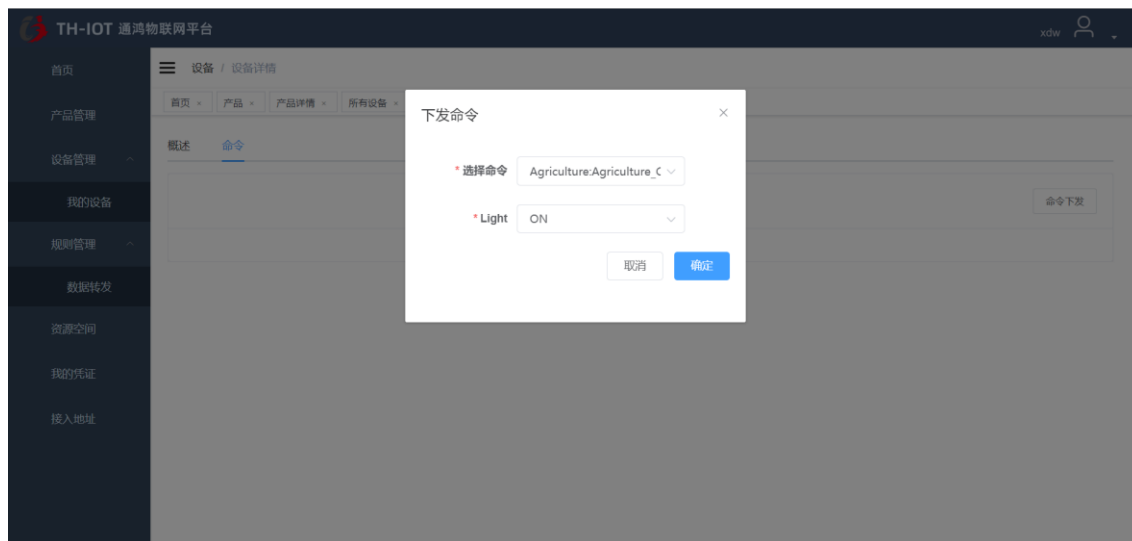 TH-IOT 通鸿物联网平台
xdw
首页
产品管理
设备管理
我的设备
规则管理
数据转发
资源空间
我的凭证
接入地址
设备 / 设备详情
首页 × 产品 × 产品详情 × 所有设备 ×
概述 命令
命令下发
下发命令 ×
* 选择命令 Agriculture:Agriculture_C
* Light ON
取消 确定